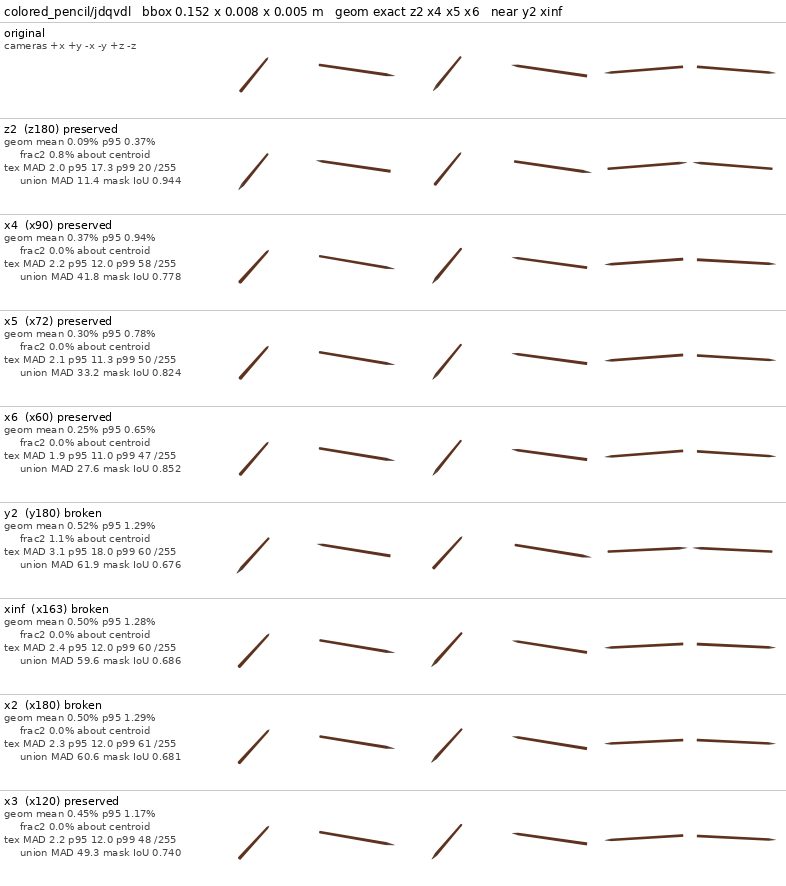 colored_pencil/jdqvdl bbox 0.152 x 0.008 x 0.005 m geom exact z2 x4 x5 x6 near y2 xinf
original
cameras +x +y -x -y +z -z
z2 (z180) preserved
geom mean 0.09% p95 0.37%
frac2 0.8% about centroid
tex MAD 2.0 p95 17.3 p99 20 /255
union MAD 11.4 mask IoU 0.944
x4 (x90) preserved
geom mean 0.37% p95 0.94%
frac2 0.0% about centroid
tex MAD 2.2 p95 12.0 p99 58 /255
union MAD 41.8 mask IoU 0.778
x5 (x72) preserved
geom mean 0.30% p95 0.78%
frac2 0.0% about centroid
tex MAD 2.1 p95 11.3 p99 50 /255
union MAD 33.2 mask IoU 0.824
x6 (x60) preserved
geom mean 0.25% p95 0.65%
frac2 0.0% about centroid
tex MAD 1.9 p95 11.0 p99 47 /255
union MAD 27.6 mask IoU 0.852
y2 (y180) broken
geom mean 0.52% p95 1.29%
frac2 1.1% about centroid
tex MAD 3.1 p95 18.0 p99 60 /255
union MAD 61.9 mask IoU 0.676
xinf (x163) broken
geom mean 0.50% p95 1.28%
frac2 0.0% about centroid
tex MAD 2.4 p95 12.0 p99 60 /255
union MAD 59.6 mask IoU 0.686
x2 (x180) broken
geom mean 0.50% p95 1.29%
frac2 0.0% about centroid
tex MAD 2.3 p95 12.0 p99 61 /255
union MAD 60.6 mask IoU 0.681
x3 (x120) preserved
geom mean 0.45% p95 1.17%
frac2 0.0% about centroid
tex MAD 2.2 p95 12.0 p99 48 /255
union MAD 49.3 mask IoU 0.740